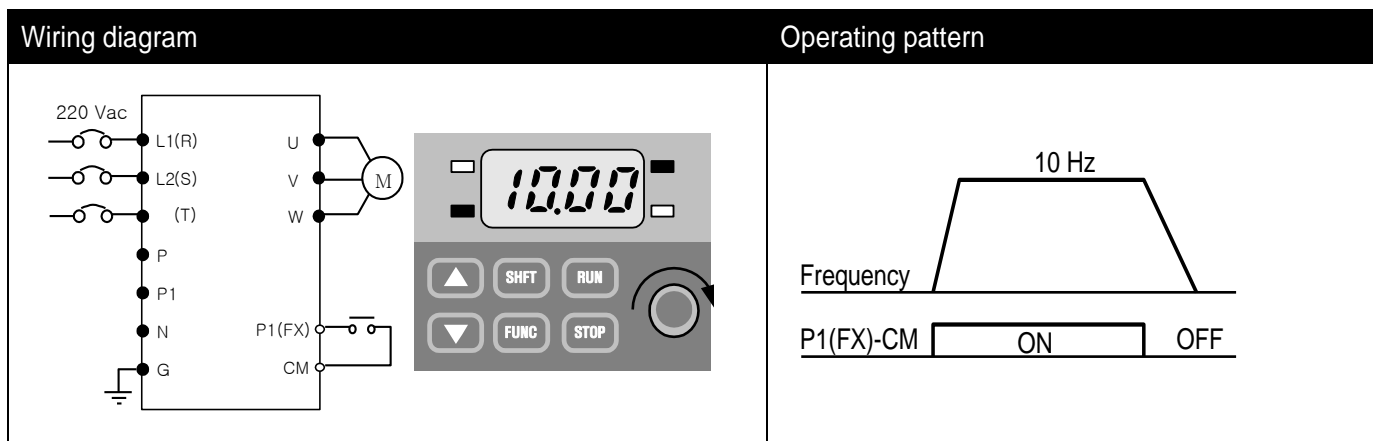 Wiring diagram
Operating pattern
220 Vac
L1(R)
L2(S)
(T)
P
P1
N
G
U
V
W
M
P1(FX)
CM
10.00
SHFT
RUN
FUNC
STOP
10 Hz
Frequency
P1(FX)-CM
ON
OFF